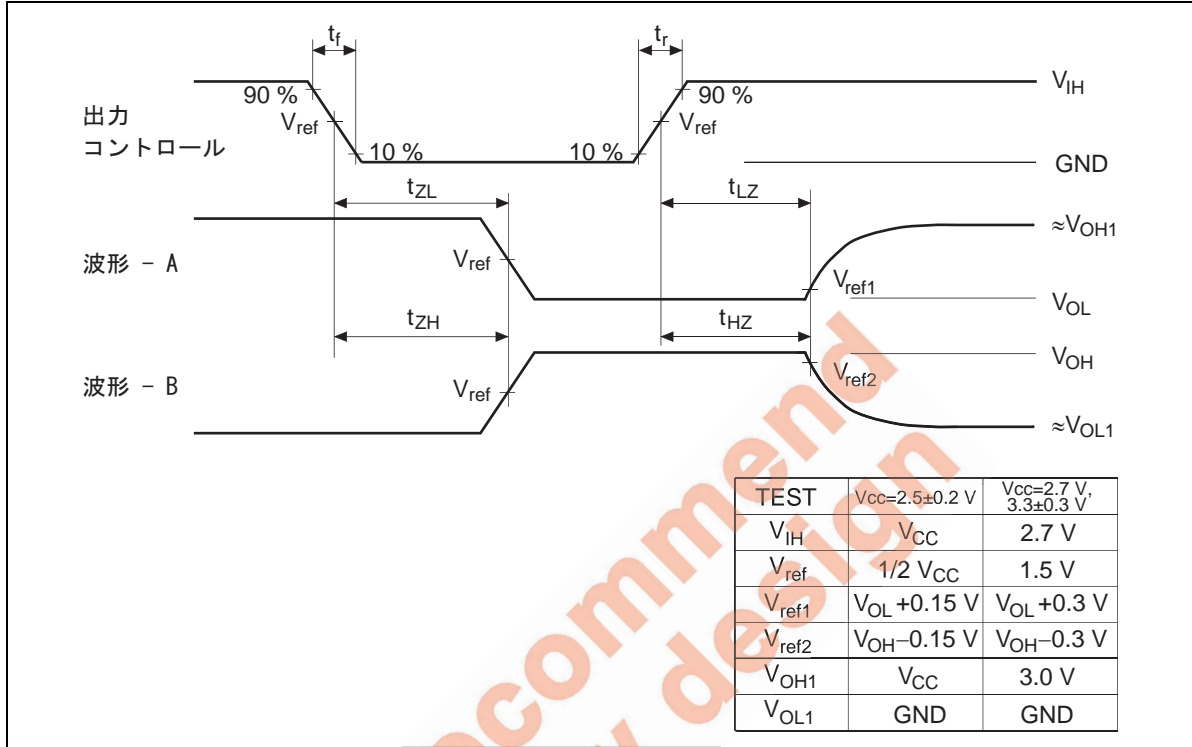 tf
tr
90 %
90 %
VIH
出力
コントロール
Vref
Vref
10 %
10 %
GND
tZL
tLZ
≈VOH1
波形 - A
Vref
Vref1
VOL
tZH
tHZ
VOH
波形 - B
Vref
Vref2
≈VOL1
TEST Vcc=2.5±0.2 V Vcc=2.7 V,
3.3±0.3 V
VIH VCC 2.7 V
Vref 1/2 VCC 1.5 V
Vref1 VOL +0.15 V VOL +0.3 V
Vref2 VOH−0.15 V VOH−0.3 V
VOH1 VCC 3.0 V
VOL1 GND GND